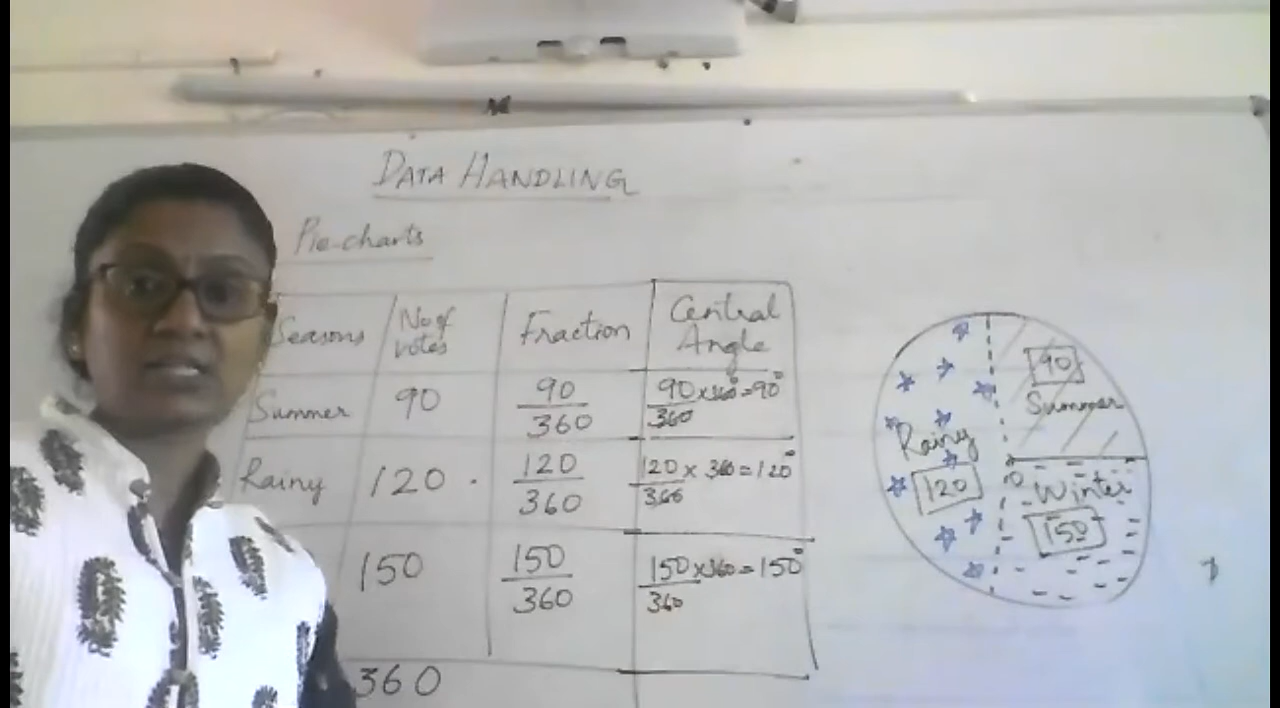 DATA HANDLING
Pie-charts
Seasons No of votes Fraction Central Angle
Summer 90 90/360 90/360 x 360° = 90°
Rainy 120 . 120/360 120/360 x 360 = 120°
150 150/360 150/360 x 360 = 150°
360
90
Summer
Rainy
120
Winter
150